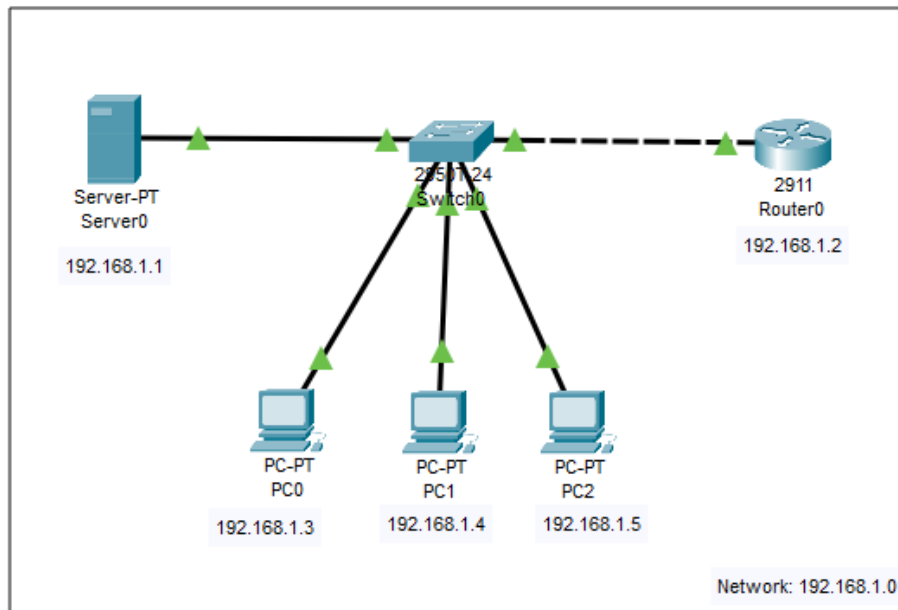 Server-PT
Server0
192.168.1.1
2950T-24
Switch0
2911
Router0
192.168.1.2
PC-PT
PC0
192.168.1.3
PC-PT
PC1
192.168.1.4
PC-PT
PC2
192.168.1.5
Network: 192.168.1.0